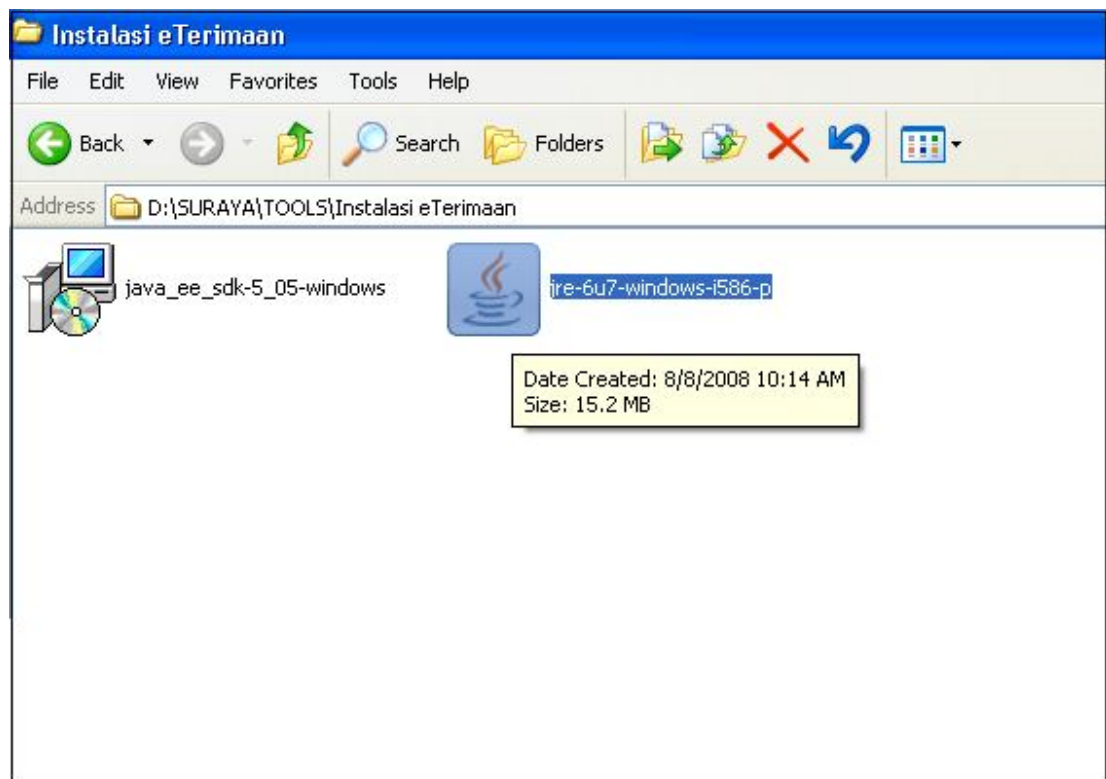 Instalasi eTerimaan
File Edit View Favorites Tools Help
Back Search Folders
Address D:\SURAYA\TOOLS\Instalasi eTerimaan
java_ee_sdk-5_05-windows jre-6u7-windows-i586-p
Date Created: 8/8/2008 10:14 AM
Size: 15.2 MB